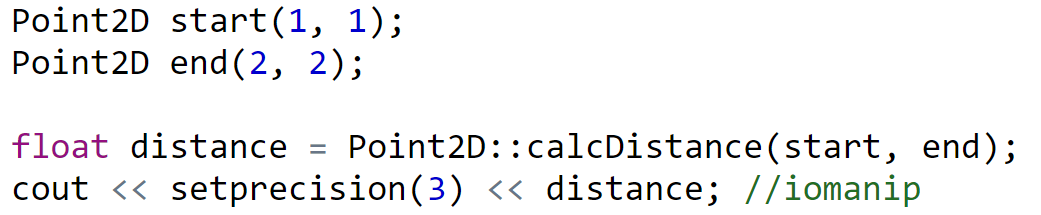 Point2D start(1, 1);
Point2D end(2, 2);
float distance = Point2D::calcDistance(start, end);
cout << setprecision(3) << distance; //iomanip